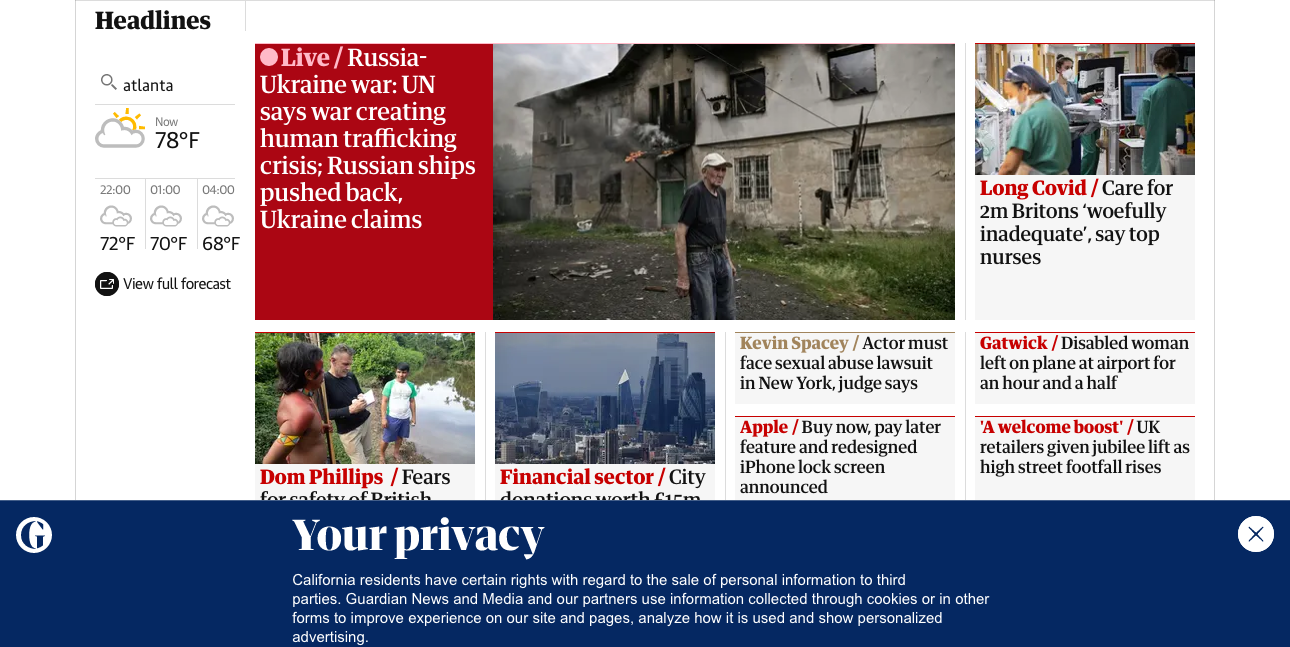 Headlines
atlanta
Now
78°F
22:00 01:00 04:00
72°F 70°F 68°F
View full forecast
Live / Russia-
Ukraine war: UN
says war creating
human trafficking
crisis; Russian ships
pushed back,
Ukraine claims
Long Covid / Care for
2m Britons ‘woefully
inadequate’, say top
nurses
Dom Phillips / Fears
for safety of British
Financial sector / City
donations worth £15m
Kevin Spacey / Actor must
face sexual abuse lawsuit
in New York, judge says
Apple / Buy now, pay later
feature and redesigned
iPhone lock screen
announced
Gatwick / Disabled woman
left on plane at airport for
an hour and a half
'A welcome boost' / UK
retailers given jubilee lift as
high street footfall rises
Your privacy
California residents have certain rights with regard to the sale of personal information to third
parties. Guardian News and Media and our partners use information collected through cookies or in other
forms to improve experience on our site and pages, analyze how it is used and show personalized
advertising.